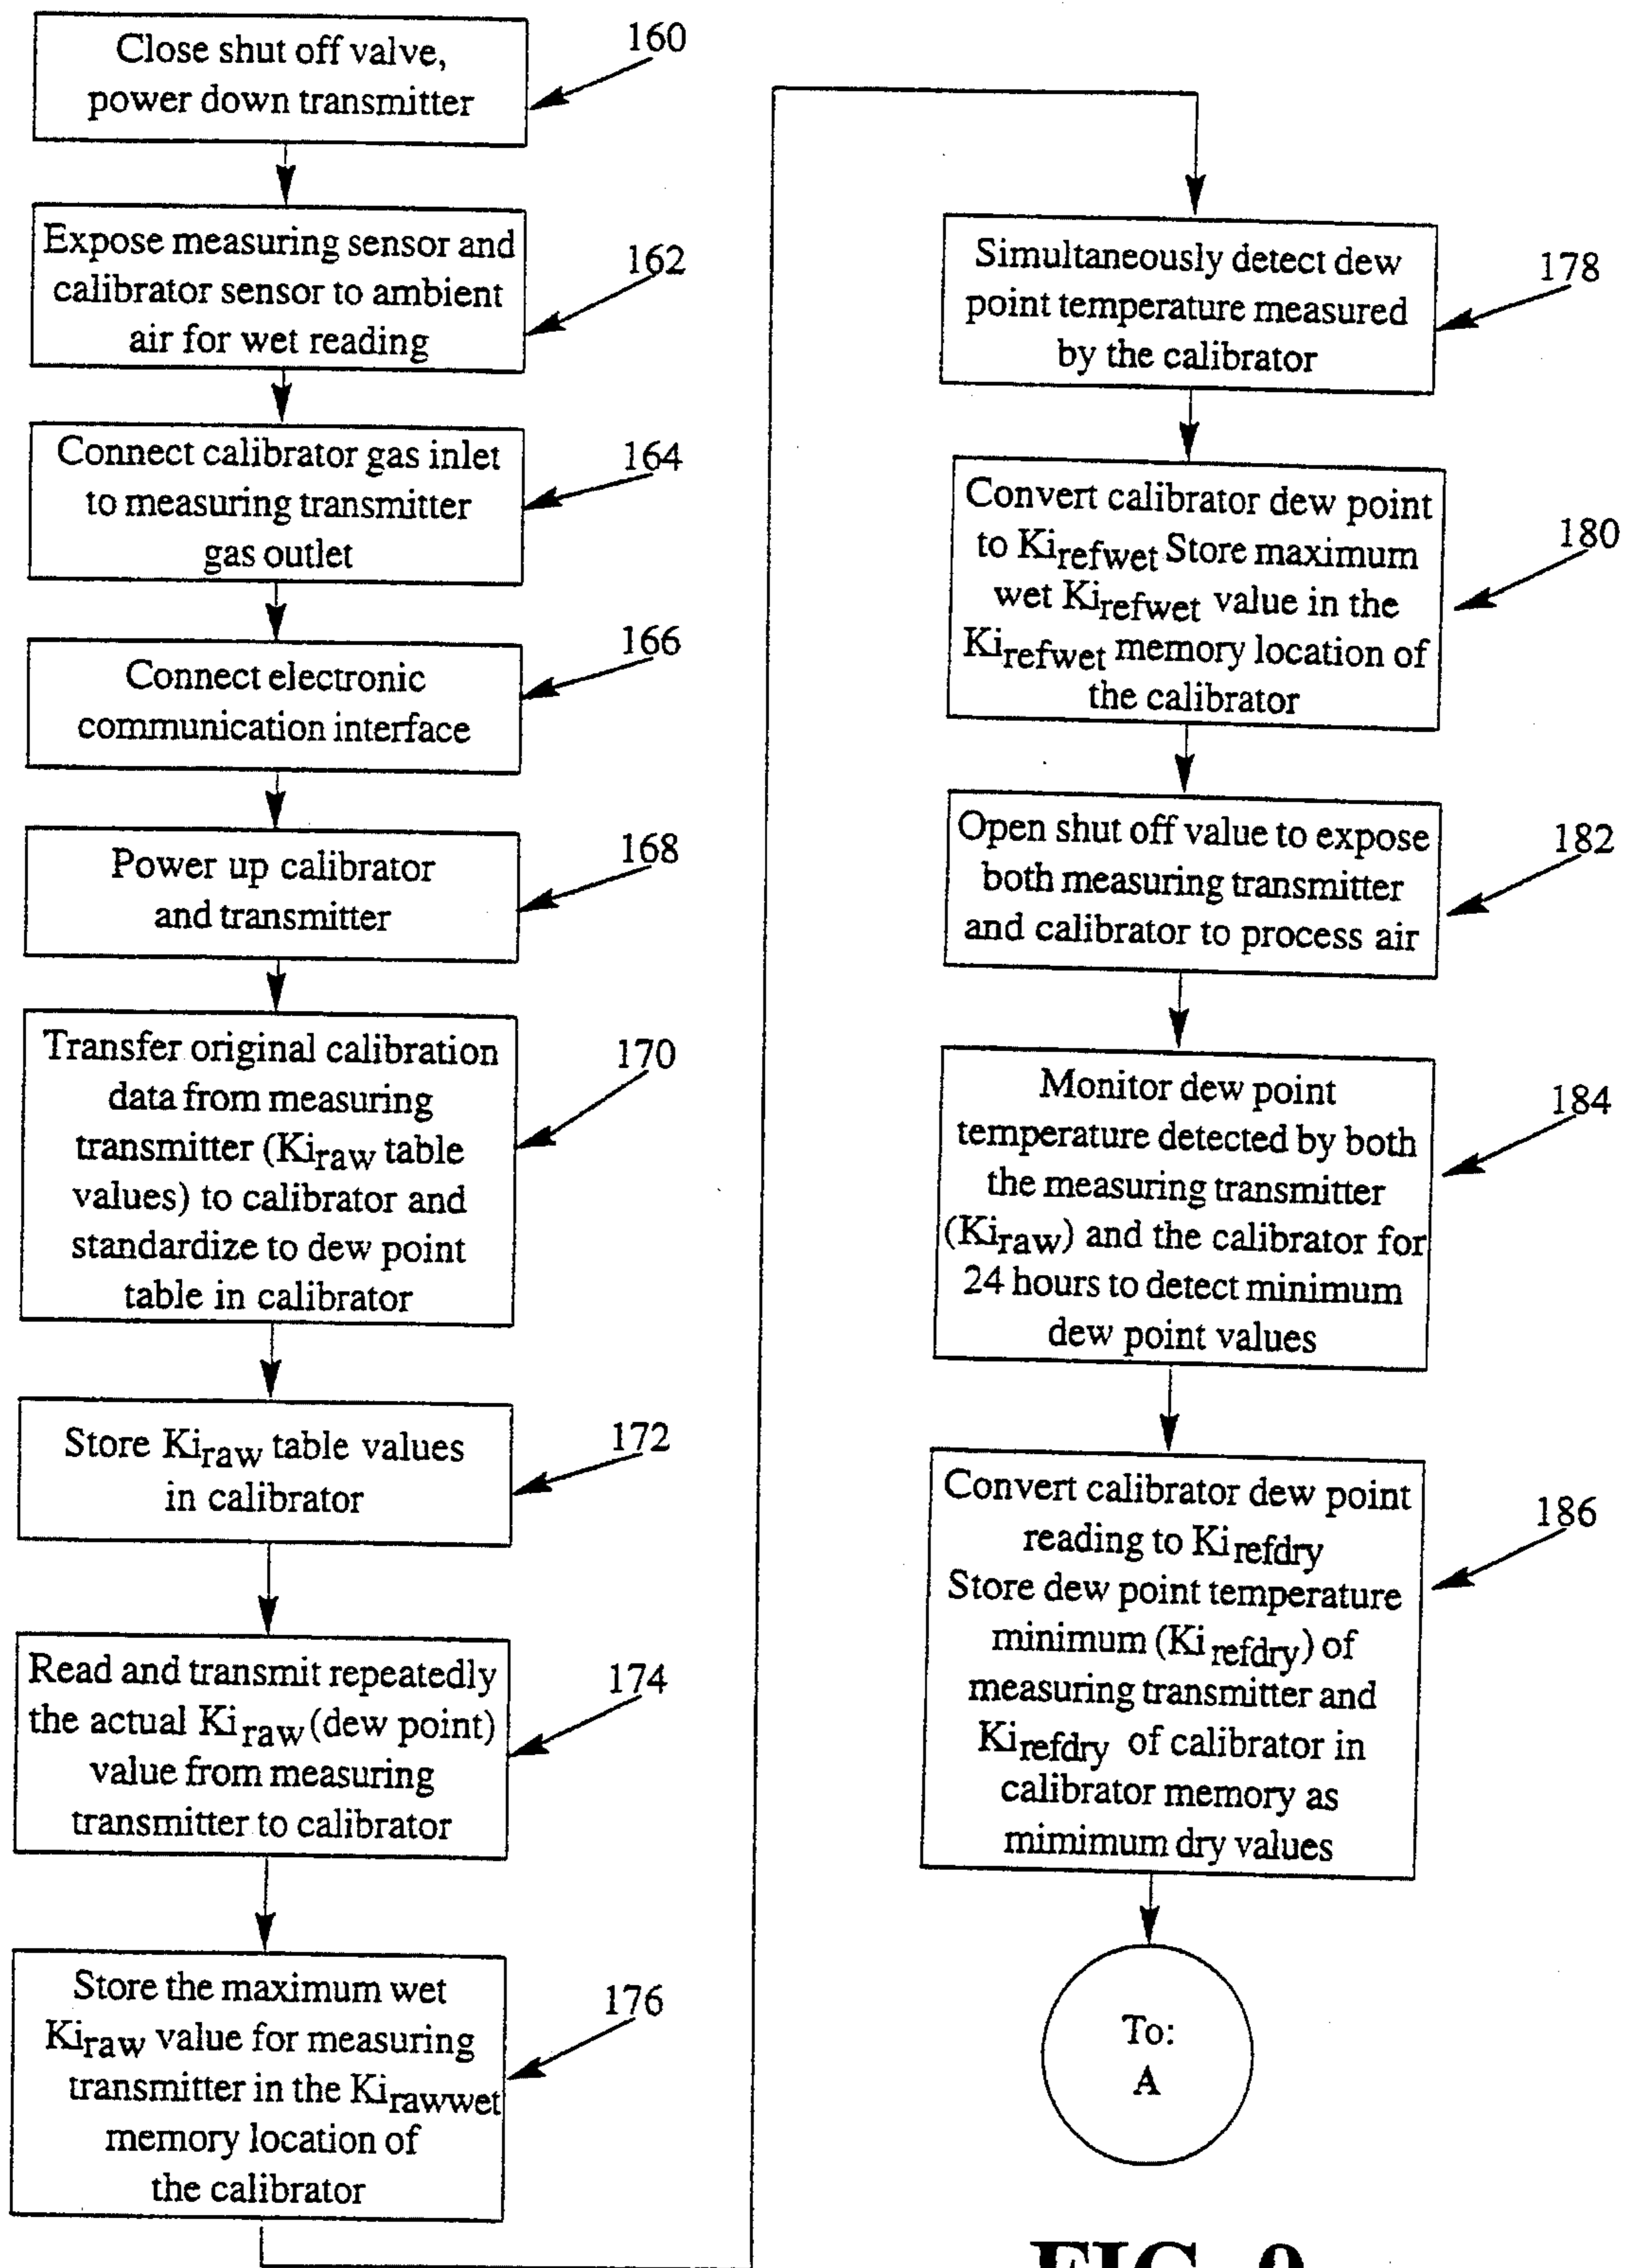 Close shut off valve,
power down transmitter
160
Expose measuring sensor and
calibrator sensor to ambient
air for wet reading
162
Connect calibrator gas inlet
to measuring transmitter
gas outlet
164
Connect electronic
communication interface
166
Power up calibrator
and transmitter
168
Transfer original calibration
data from measuring
transmitter (Kiraw table
values) to calibrator and
standardize to dew point
table in calibrator
170
Store Kiraw table values
in calibrator
172
Read and transmit repeatedly
the actual Kiraw (dew point)
value from measuring
transmitter to calibrator
174
Store the maximum wet
Kiraw value for measuring
transmitter in the Kirawwet
memory location of
the calibrator
176
Simultaneously detect dew
point temperature measured
by the calibrator
178
Convert calibrator dew point
to Kirefwet Store maximum
wet Kirefwet value in the
Kirefwet memory location of
the calibrator
180
Open shut off value to expose
both measuring transmitter
and calibrator to process air
182
Monitor dew point
temperature detected by both
the measuring transmitter
(Kiraw) and the calibrator for
24 hours to detect minimum
dew point values
184
Convert calibrator dew point
reading to Kirefdry
Store dew point temperature
minimum (Kirefdry) of
measuring transmitter and
Kirefdry of calibrator in
calibrator memory as
mimimum dry values
186
To:
A
FIG.